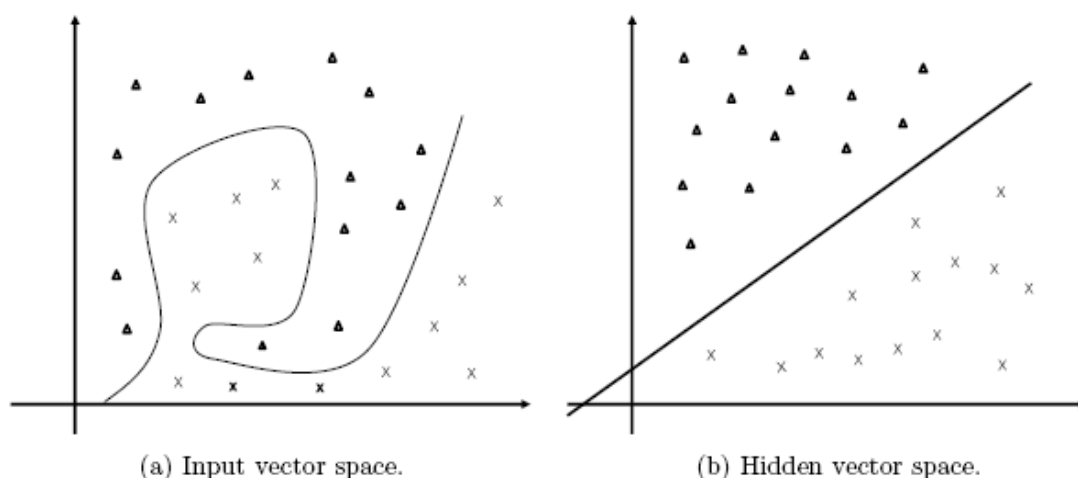 (a) Input vector space.
(b) Hidden vector space.